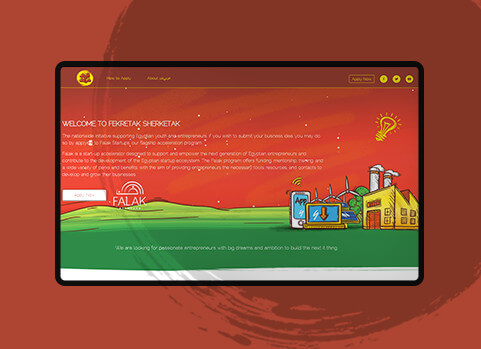 How to Apply
Apply Now
WELCOME TO FEKRETAK SHERKETAK
The nationwide initiative supporting Egyptian youth and entrepreneurs. If you wish to submit your business idea you may do
so by applying to Falak Startups, our flagship acceleration program.
Falak is a start-up accelerator designed to support and empower the next generation of Egyptian entrepreneurs and
contribute to the development of the Egyptian startup ecosystem. The Falak program offers funding, mentorship, training, and
a wide variety of perks and benefits, with the aim of providing entrepreneurs the necessary tools, resources, and contacts to
develop and grow their businesses.
FALAK
App
We are looking for passionate entrepreneurs with big dreams and ambition to build the next it thing